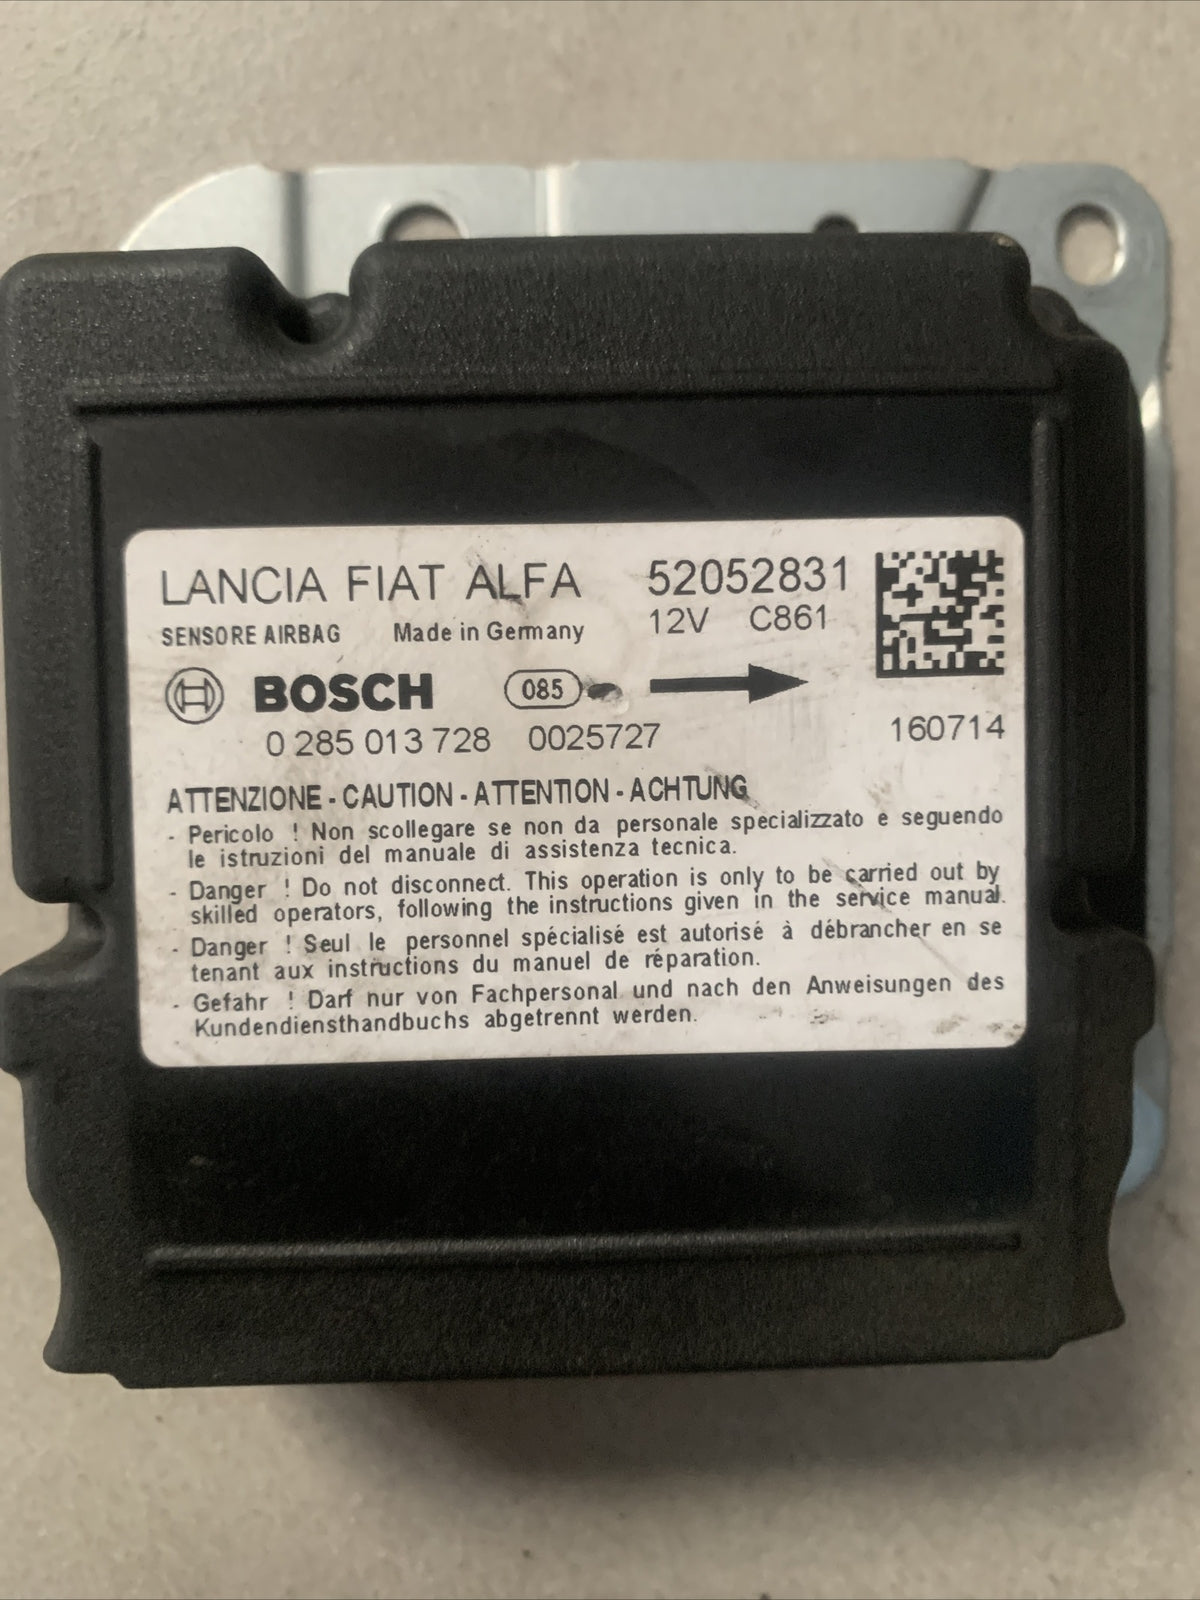 LANCIA FIAT ALFA 52052831
SENSORE AIRBAG Made in Germany 12V C861
BOSCH 085
0 285 013 728 0025727 160714
ATTENZIONE - CAUTION - ATTENTION - ACHTUNG
- Pericolo ! Non scollegare se non da personale specializzato e seguendo
le istruzioni del manuale di assistenza tecnica.
- Danger ! Do not disconnect. This operation is only to be carried out by
skilled operators, following the instructions given in the service manual.
- Danger ! Seul le personnel spécialisé est autorisé à débrancher en se
tenant aux instructions du manuel de réparation.
- Gefahr ! Darf nur von Fachpersonal und nach den Anweisungen des
Kundendiensthandbuchs abgetrennt werden.